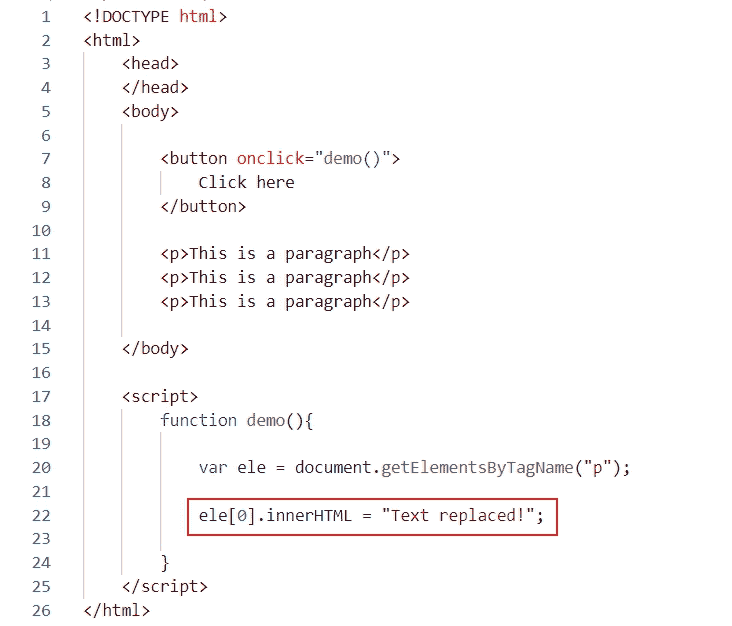 1 <!DOCTYPE html>
2 <html>
3 <head>
4 </head>
5 <body>
6
7 <button onclick="demo()">
8 Click here
9 </button>
10
11 <p>This is a paragraph</p>
12 <p>This is a paragraph</p>
13 <p>This is a paragraph</p>
14
15 </body>
16
17 <script>
18 function demo(){
19
20 var ele = document.getElementsByTagName("p");
21
22 ele[0].innerHTML = "Text replaced!";
23
24 }
25 </script>
26 </html>